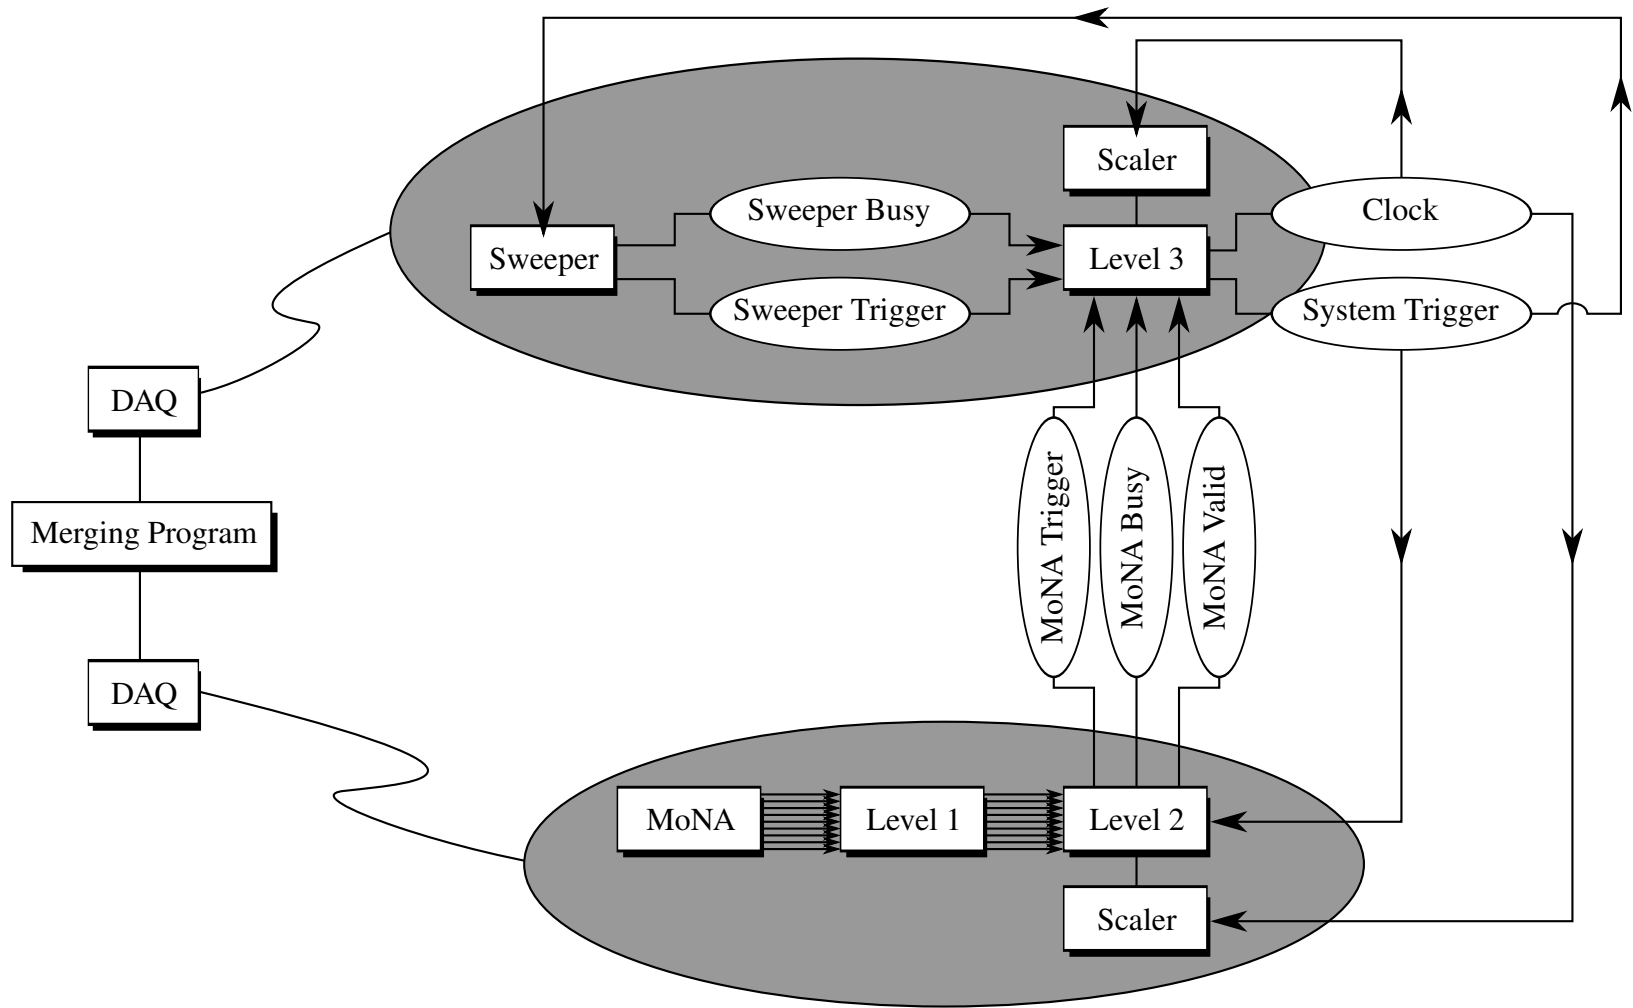 Scaler
Sweeper Busy
Clock
Sweeper
Level 3
Sweeper Trigger
System Trigger
DAQ
Merging Program
MoNA Trigger
MoNA Busy
MoNA Valid
DAQ
MoNA
Level 1
Level 2
Scaler